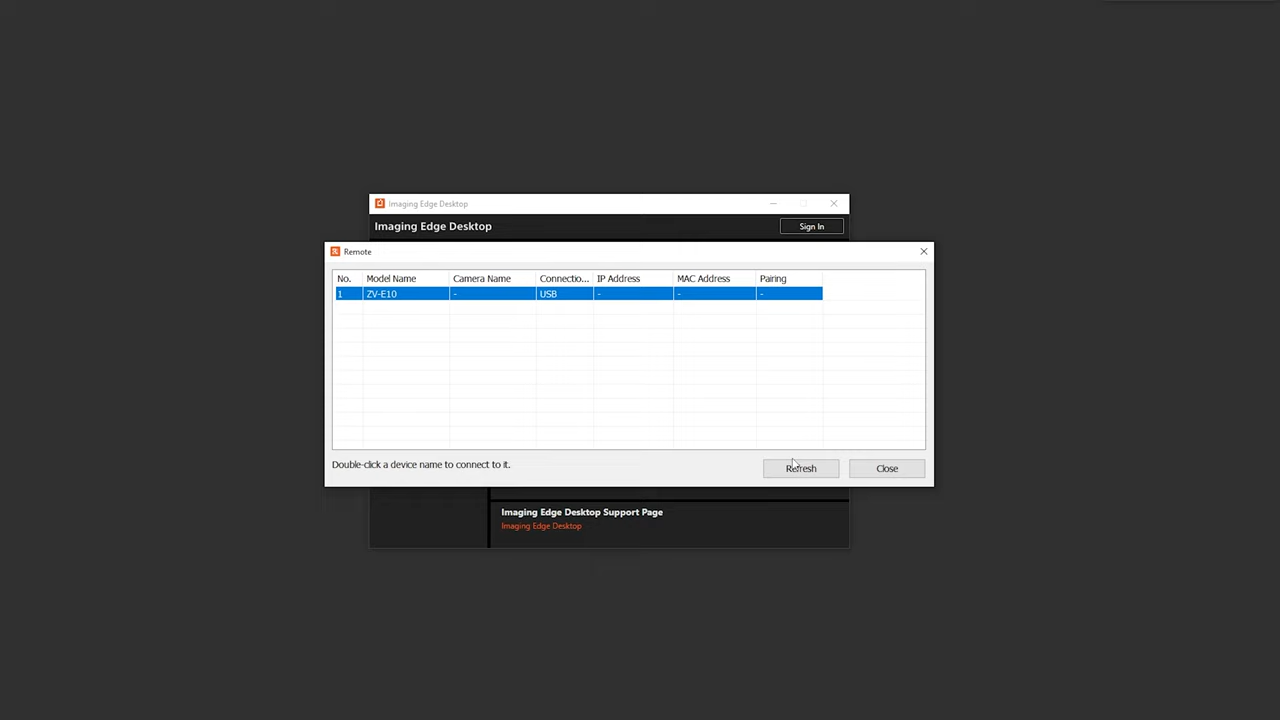 Imaging Edge Desktop
Imaging Edge Desktop Sign In
Remote
No. Model Name Camera Name Connectio... IP Address MAC Address Pairing
1 ZV-E10 - USB - - -
Double-click a device name to connect to it. Refresh Close
Imaging Edge Desktop Support Page
Imaging Edge Desktop